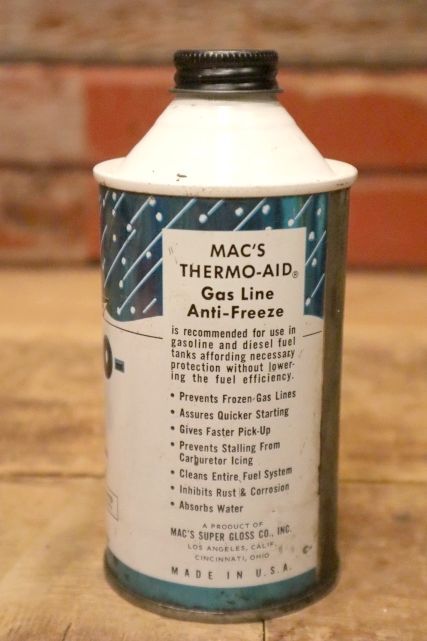 MAC'S
THERMO-AID®
Gas Line
Anti-Freeze
is recommended for use in
gasoline and diesel fuel
tanks affording necessary
protection without lower-
ing the fuel efficiency.
• Prevents Frozen Gas Lines
• Assures Quicker Starting
• Gives Faster Pick-Up
• Prevents Stalling From
Carburetor Icing
• Cleans Entire Fuel System
• Inhibits Rust & Corrosion
• Absorbs Water
A PRODUCT OF
MAC'S SUPER GLOSS CO., INC.
LOS ANGELES, CALIF.
CINCINNATI, OHIO
MADE IN U.S.A.
O-